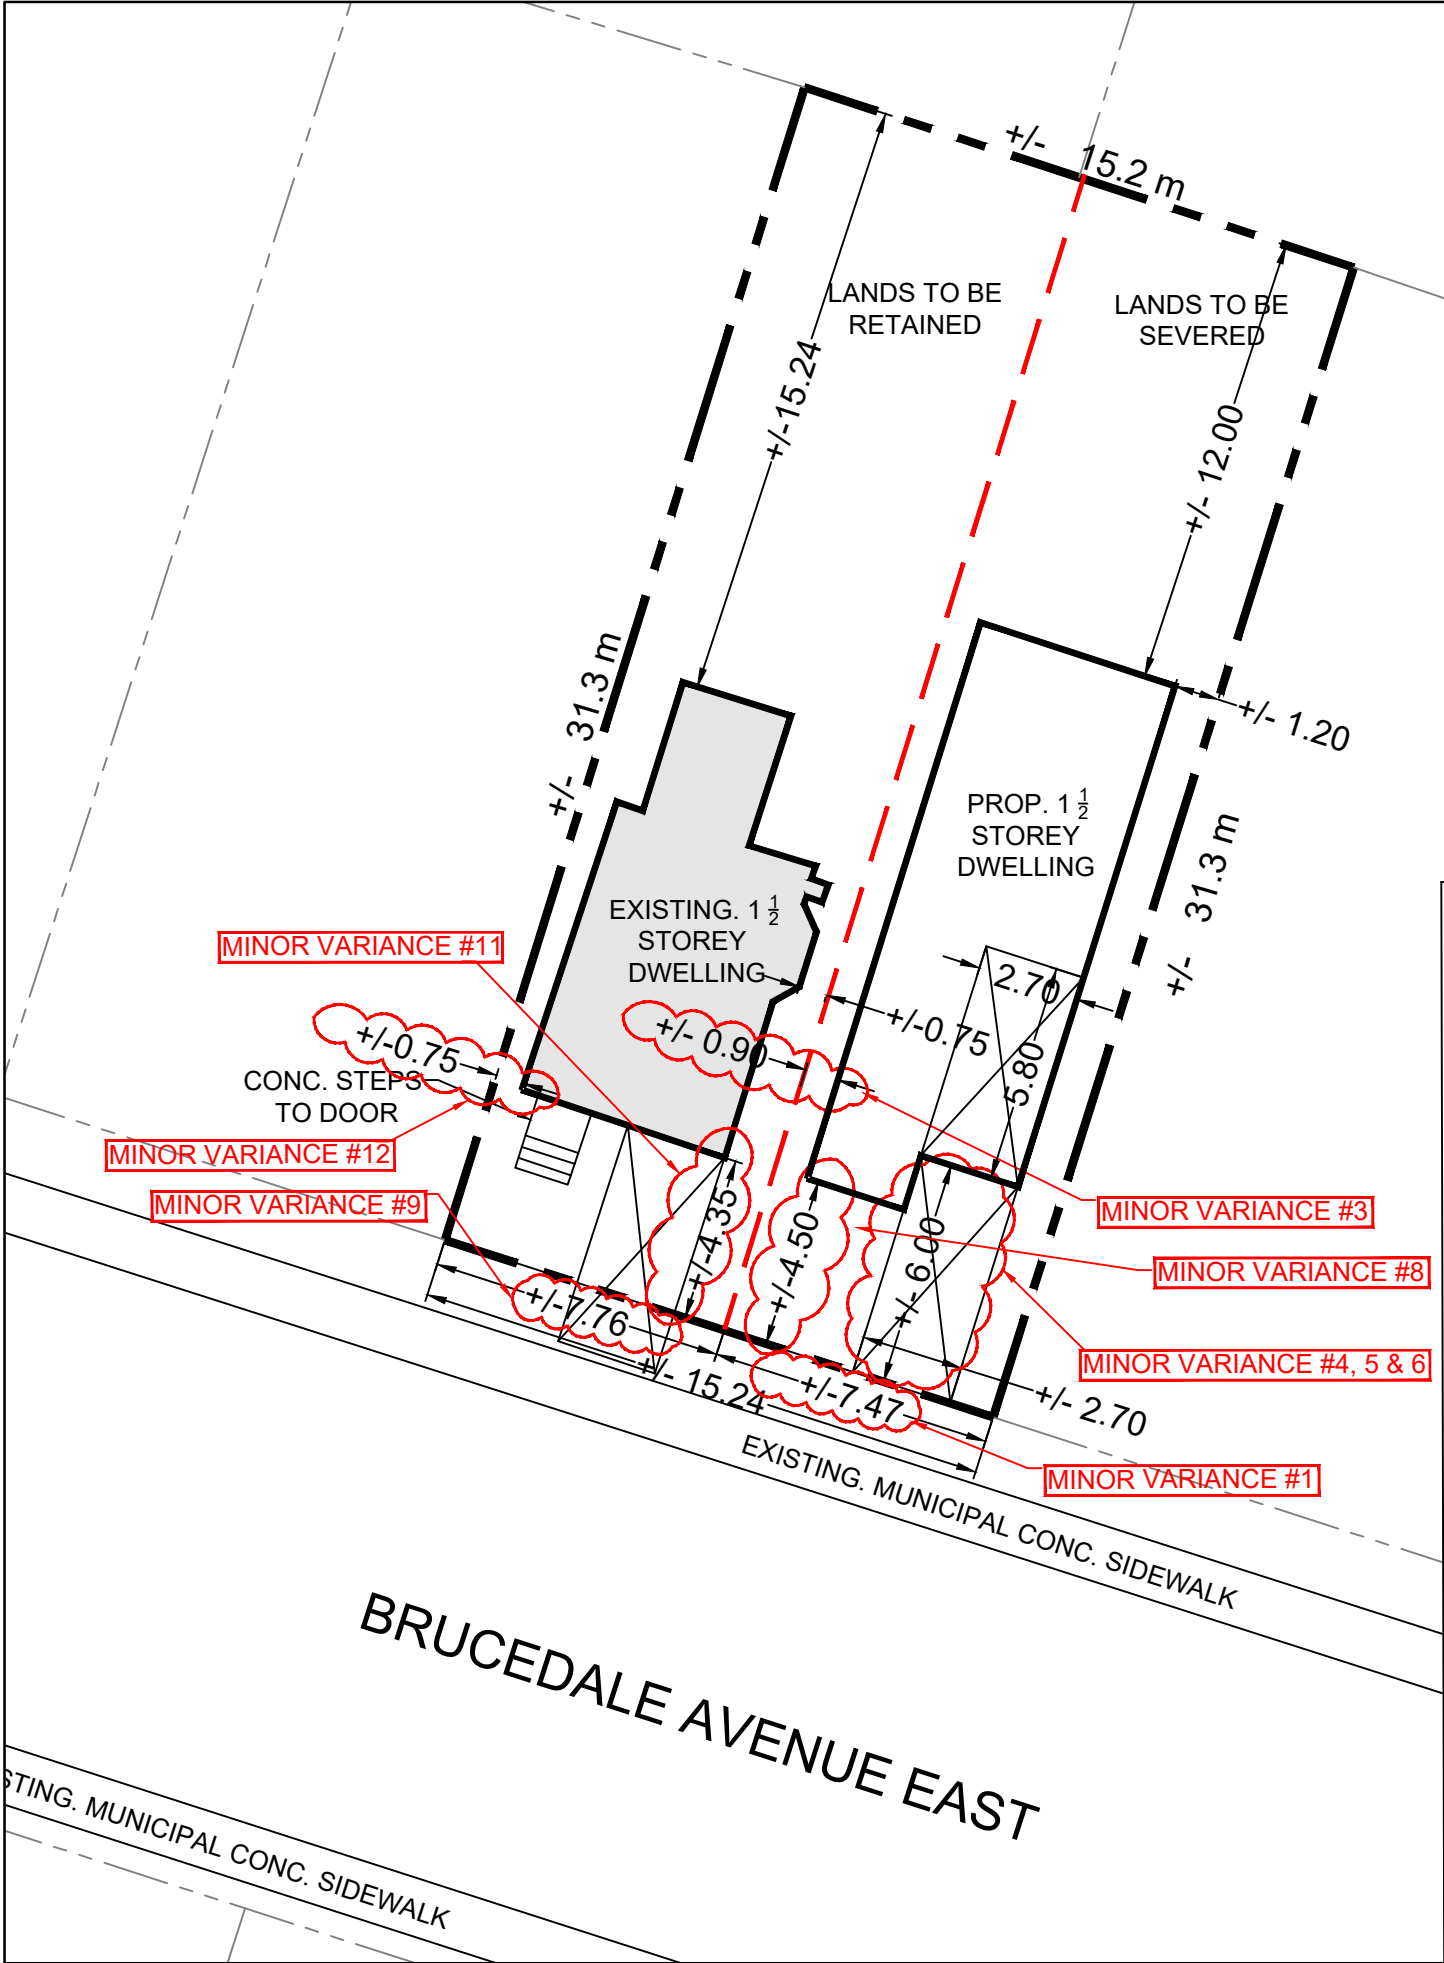 +/- 15.2 m
LANDS TO BE
RETAINED
LANDS TO BE
SEVERED
+/-15.24
+/- 12.00
+/- 31.3 m
+/- 1.20
PROP. 1 1/2
STOREY
DWELLING
+/- 31.3 m
EXISTING. 1 1/2
STOREY
DWELLING
MINOR VARIANCE #11
2.70
+/-0.75
+/- 0.90
+/-0.75
5.80
CONC. STEPS
TO DOOR
MINOR VARIANCE #12
MINOR VARIANCE #9
MINOR VARIANCE #3
+/-4.35
+/-4.50
+/- 6.00
MINOR VARIANCE #8
+/-7.76
MINOR VARIANCE #4, 5 & 6
+/- 15.24
+/-7.47
+/- 2.70
MINOR VARIANCE #1
EXISTING. MUNICIPAL CONC. SIDEWALK
BRUCEDALE AVENUE EAST
STING. MUNICIPAL CONC. SIDEWALK